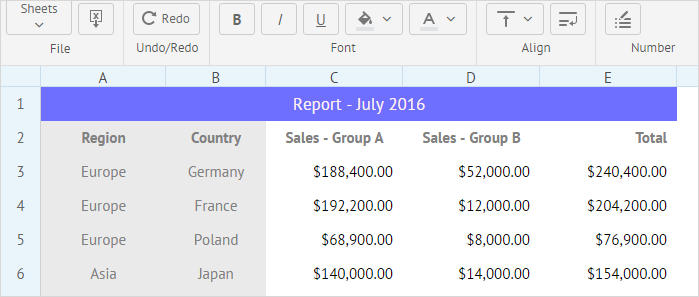 Sheets
Redo
B I U A
File Undo/Redo Font Align Number
A B C D E
1 Report - July 2016
2 Region Country Sales - Group A Sales - Group B Total
3 Europe Germany $188,400.00 $52,000.00 $240,400.00
4 Europe France $192,200.00 $12,000.00 $204,200.00
5 Europe Poland $68,900.00 $8,000.00 $76,900.00
6 Asia Japan $140,000.00 $14,000.00 $154,000.00